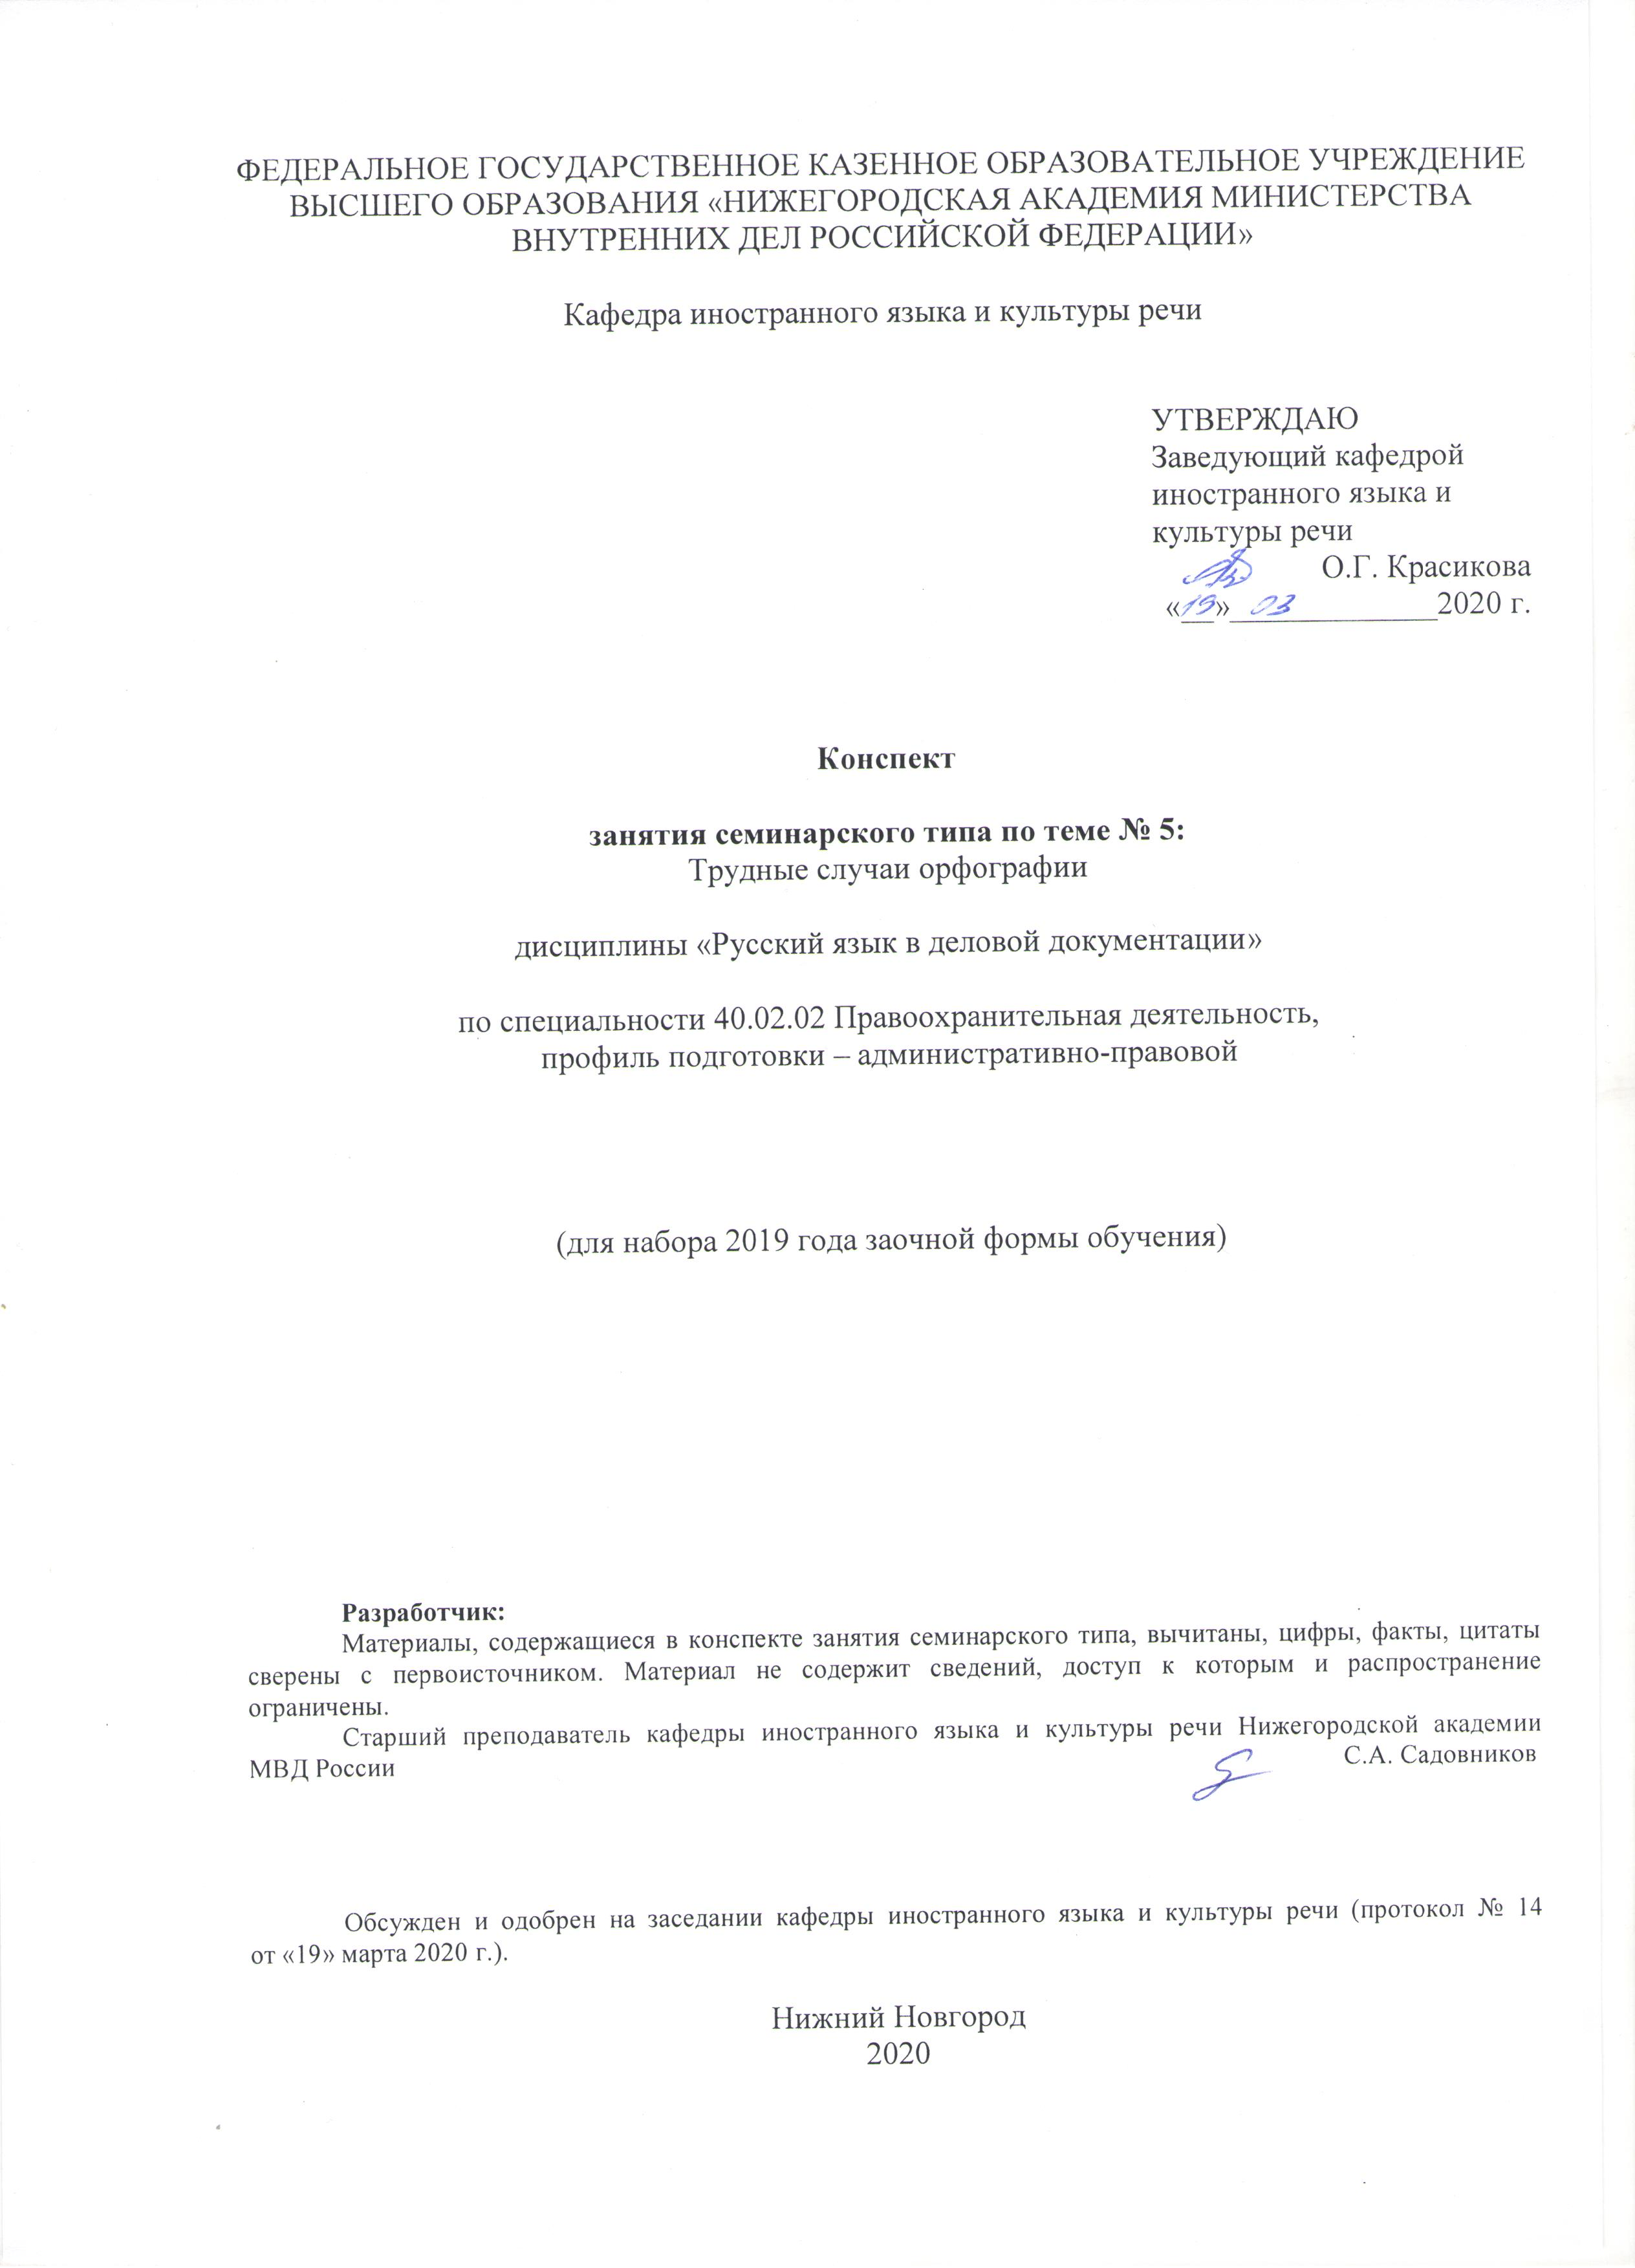 ФЕДЕРАЛЬНОЕ ГОСУДАРСТВЕННОЕ КАЗЕННОЕ ОБРАЗОВАТЕЛЬНОЕ УЧРЕЖДЕНИЕ
ВЫСШЕГО ОБРАЗОВАНИЯ «НИЖЕГОРОДСКАЯ АКАДЕМИЯ МИНИСТЕРСТВА
ВНУТРЕННИХ ДЕЛ РОССИЙСКОЙ ФЕДЕРАЦИИ»
Кафедра иностранного языка и культуры речи
УТВЕРЖДАЮ
Заведующий кафедрой
иностранного языка и
культуры речи
О.Г. Красикова
«19» 03 2020 г.
Конспект
занятия семинарского типа по теме № 5:
Трудные случаи орфографии
дисциплины «Русский язык в деловой документации»
по специальности 40.02.02 Правоохранительная деятельность,
профиль подготовки – административно-правовой
(для набора 2019 года заочной формы обучения)
Разработчик:
Материалы, содержащиеся в конспекте занятия семинарского типа, вычитаны, цифры, факты, цитаты
сверены с первоисточником. Материал не содержит сведений, доступ к которым и распространение
ограничены.
Старший преподаватель кафедры иностранного языка и культуры речи Нижегородской академии
МВД России С.А. Садовников
Обсужден и одобрен на заседании кафедры иностранного языка и культуры речи (протокол № 14
от «19» марта 2020 г.).
Нижний Новгород
2020